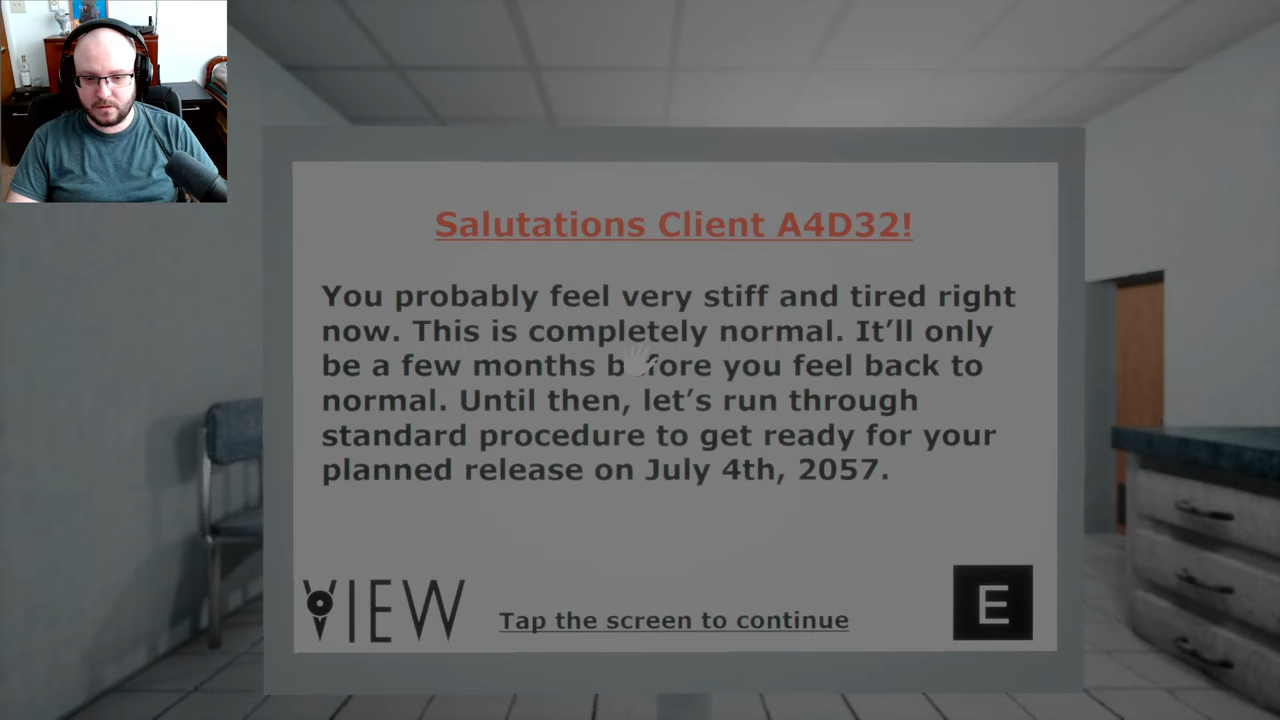 Salutations Client A4D32!
You probably feel very stiff and tired right
now. This is completely normal. It’ll only
be a few months before you feel back to
normal. Until then, let’s run through
standard procedure to get ready for your
planned release on July 4th, 2057.
VIEW
Tap the screen to continue
E